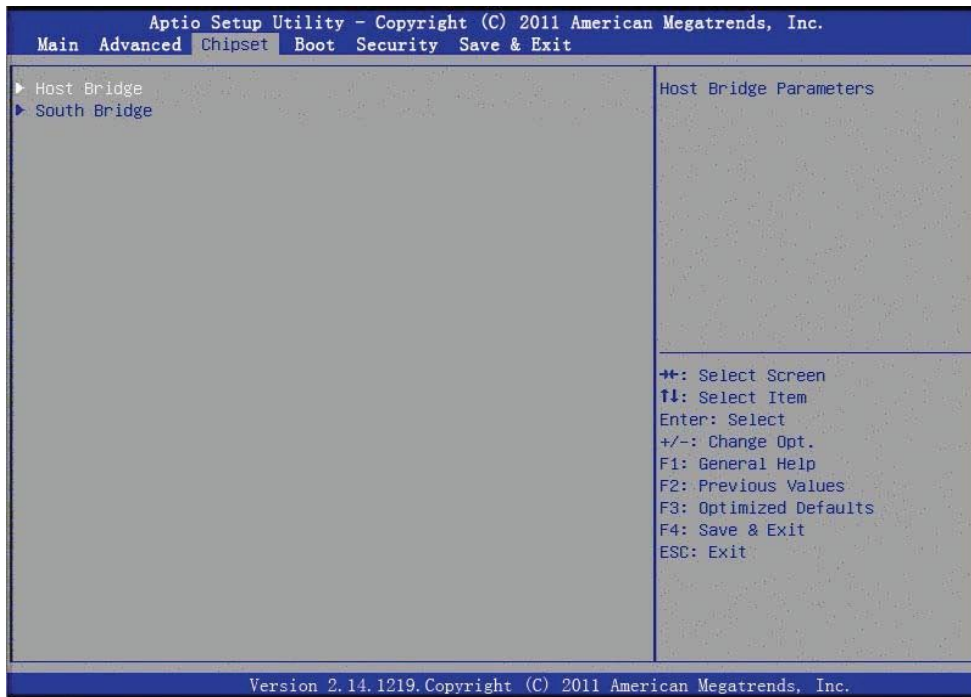 Aptio Setup Utility - Copyright (C) 2011 American Megatrends, Inc.
Main Advanced Chipset Boot Security Save & Exit
Host Bridge
South Bridge
Host Bridge Parameters
→←: Select Screen
↑↓: Select Item
Enter: Select
+/-: Change Opt.
F1: General Help
F2: Previous Values
F3: Optimized Defaults
F4: Save & Exit
ESC: Exit
Version 2.14.1219.Copyright (C) 2011 American Megatrends, Inc.